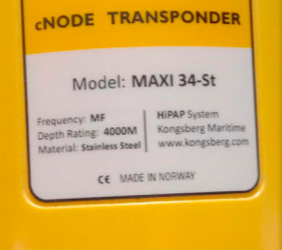 cNODE TRANSPONDER
Model: MAXI 34-St
Frequency: MF
Depth Rating: 4000M
Material: Stainless Steel
HiPAP System
Kongsberg Maritime
www.kongsberg.com
CE MADE IN NORWAY